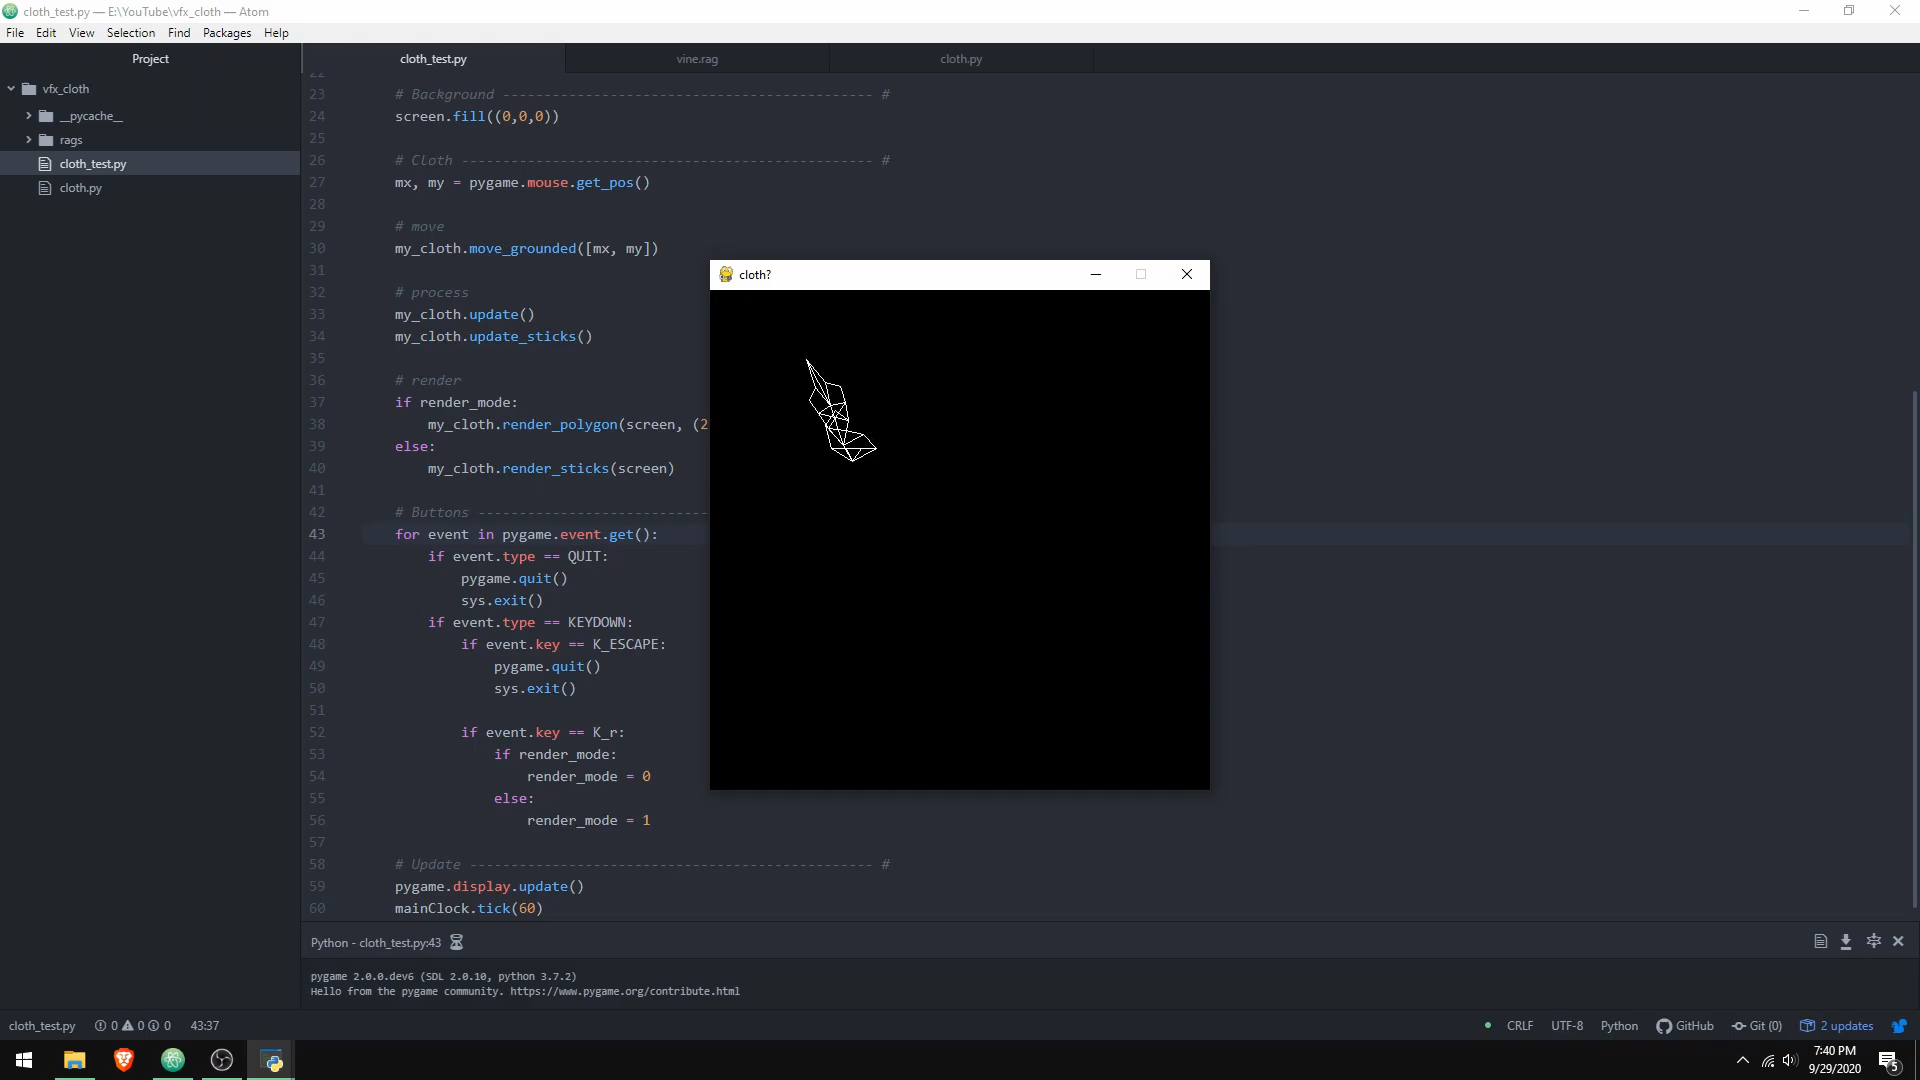 cloth_test.py — E:\YouTube\vfx_cloth — Atom
File Edit View Selection Find Packages Help
Project
vfx_cloth
__pycache__
rags
cloth_test.py
cloth.py
cloth_test.py vine.rag cloth.py
22
23 # Background --------------------------------------------- #
24 screen.fill((0,0,0))
25
26 # Cloth -------------------------------------------------- #
27 mx, my = pygame.mouse.get_pos()
28
29 # move
30 my_cloth.move_grounded([mx, my])
31
32 # process
33 my_cloth.update()
34 my_cloth.update_sticks()
35
36 # render
37 if render_mode:
38 my_cloth.render_polygon(screen, (2
39 else:
40 my_cloth.render_sticks(screen)
41
42 # Buttons ----------------------------
43 for event in pygame.event.get():
44 if event.type == QUIT:
45 pygame.quit()
46 sys.exit()
47 if event.type == KEYDOWN:
48 if event.key == K_ESCAPE:
49 pygame.quit()
50 sys.exit()
51
52 if event.key == K_r:
53 if render_mode:
54 render_mode = 0
55 else:
56 render_mode = 1
57
58 # Update ------------------------------------------------- #
59 pygame.display.update()
60 mainClock.tick(60)
cloth?
Python - cloth_test.py:43
pygame 2.0.0.dev6 (SDL 2.0.10, python 3.7.2)
Hello from the pygame community. https://www.pygame.org/contribute.html
cloth_test.py 0 0 0 43:37
CRLF UTF-8 Python GitHub Git (0) 2 updates
7:40 PM
9/29/2020
5